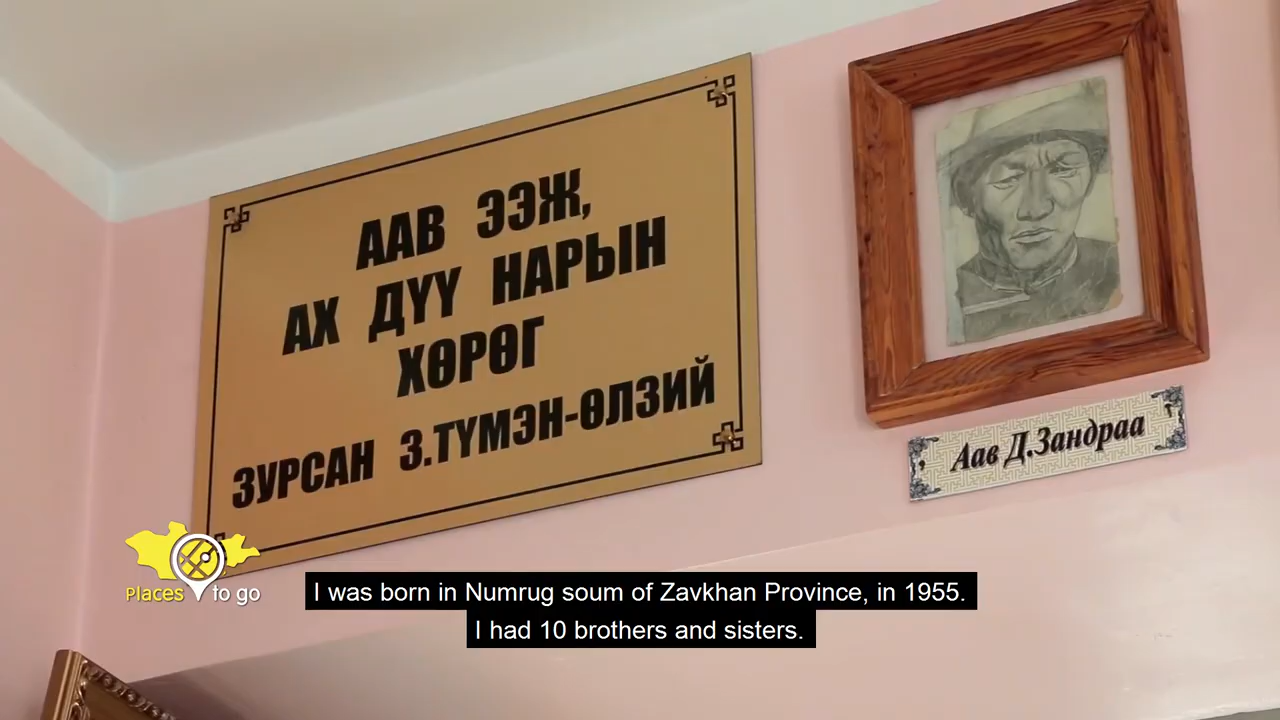 ААВ ЭЭЖ,
АХ ДҮҮ НАРЫН
ХӨРӨГ
ЗУРСАН З.ТҮМЭН-ӨЛЗИЙ
Аав Д.Зандраа
Places to go
I was born in Numrug soum of Zavkhan Province, in 1955.
I had 10 brothers and sisters.